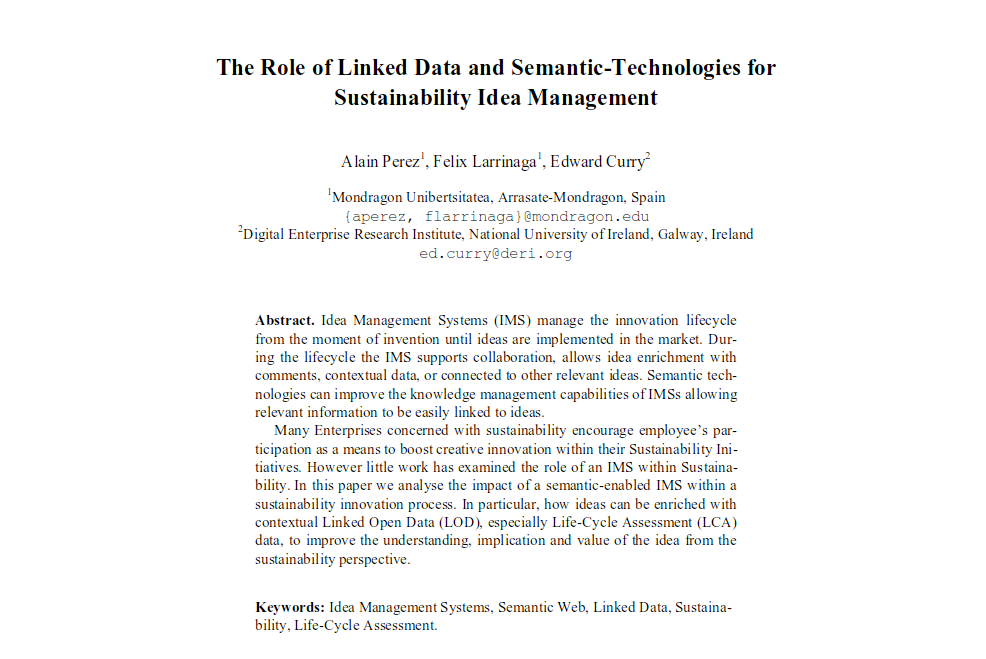 The Role of Linked Data and Semantic-Technologies for
Sustainability Idea Management
Alain Perez1, Felix Larrinaga1, Edward Curry2
1Mondragon Unibertsitatea, Arrasate-Mondragon, Spain
{aperez, flarrinaga}@mondragon.edu
2Digital Enterprise Research Institute, National University of Ireland, Galway, Ireland
ed.curry@deri.org
Abstract. Idea Management Systems (IMS) manage the innovation lifecycle
from the moment of invention until ideas are implemented in the market. Dur-
ing the lifecycle the IMS supports collaboration, allows idea enrichment with
comments, contextual data, or connected to other relevant ideas. Semantic tech-
nologies can improve the knowledge management capabilities of IMSs allowing
relevant information to be easily linked to ideas.
Many Enterprises concerned with sustainability encourage employee's par-
ticipation as a means to boost creative innovation within their Sustainability Ini-
tiatives. However little work has examined the role of an IMS within Sustaina-
bility. In this paper we analyse the impact of a semantic-enabled IMS within a
sustainability innovation process. In particular, how ideas can be enriched with
contextual Linked Open Data (LOD), especially Life-Cycle Assessment (LCA)
data, to improve the understanding, implication and value of the idea from the
sustainability perspective.
Keywords: Idea Management Systems, Semantic Web, Linked Data, Sustaina-
bility, Life-Cycle Assessment.